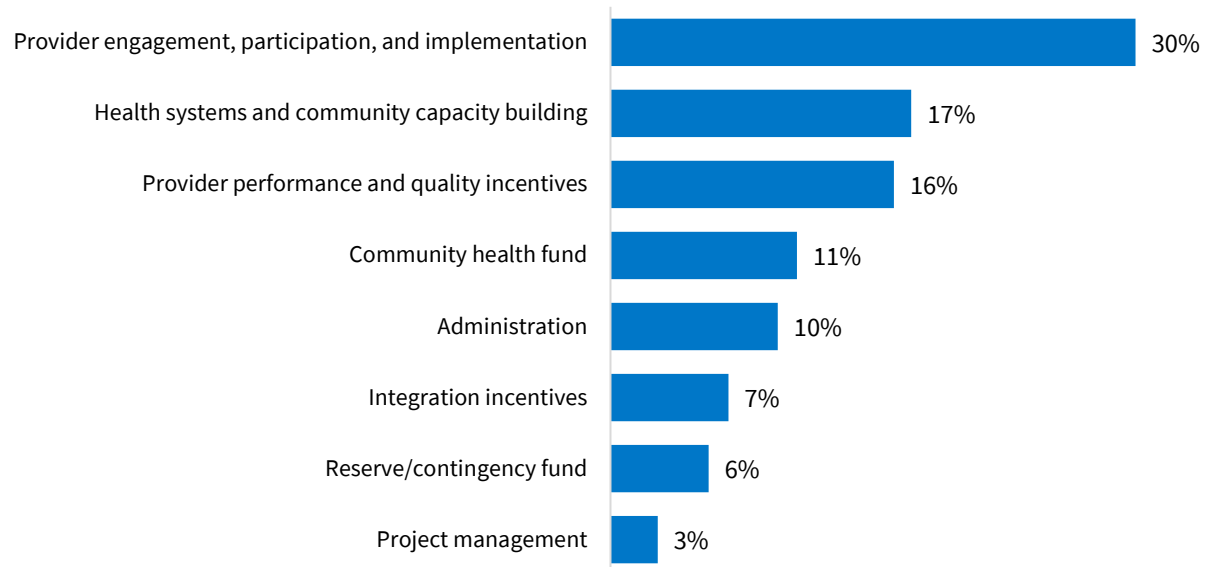 Provider engagement, participation, and implementation 30%
Health systems and community capacity building 17%
Provider performance and quality incentives 16%
Community health fund 11%
Administration 10%
Integration incentives 7%
Reserve/contingency fund 6%
Project management 3%